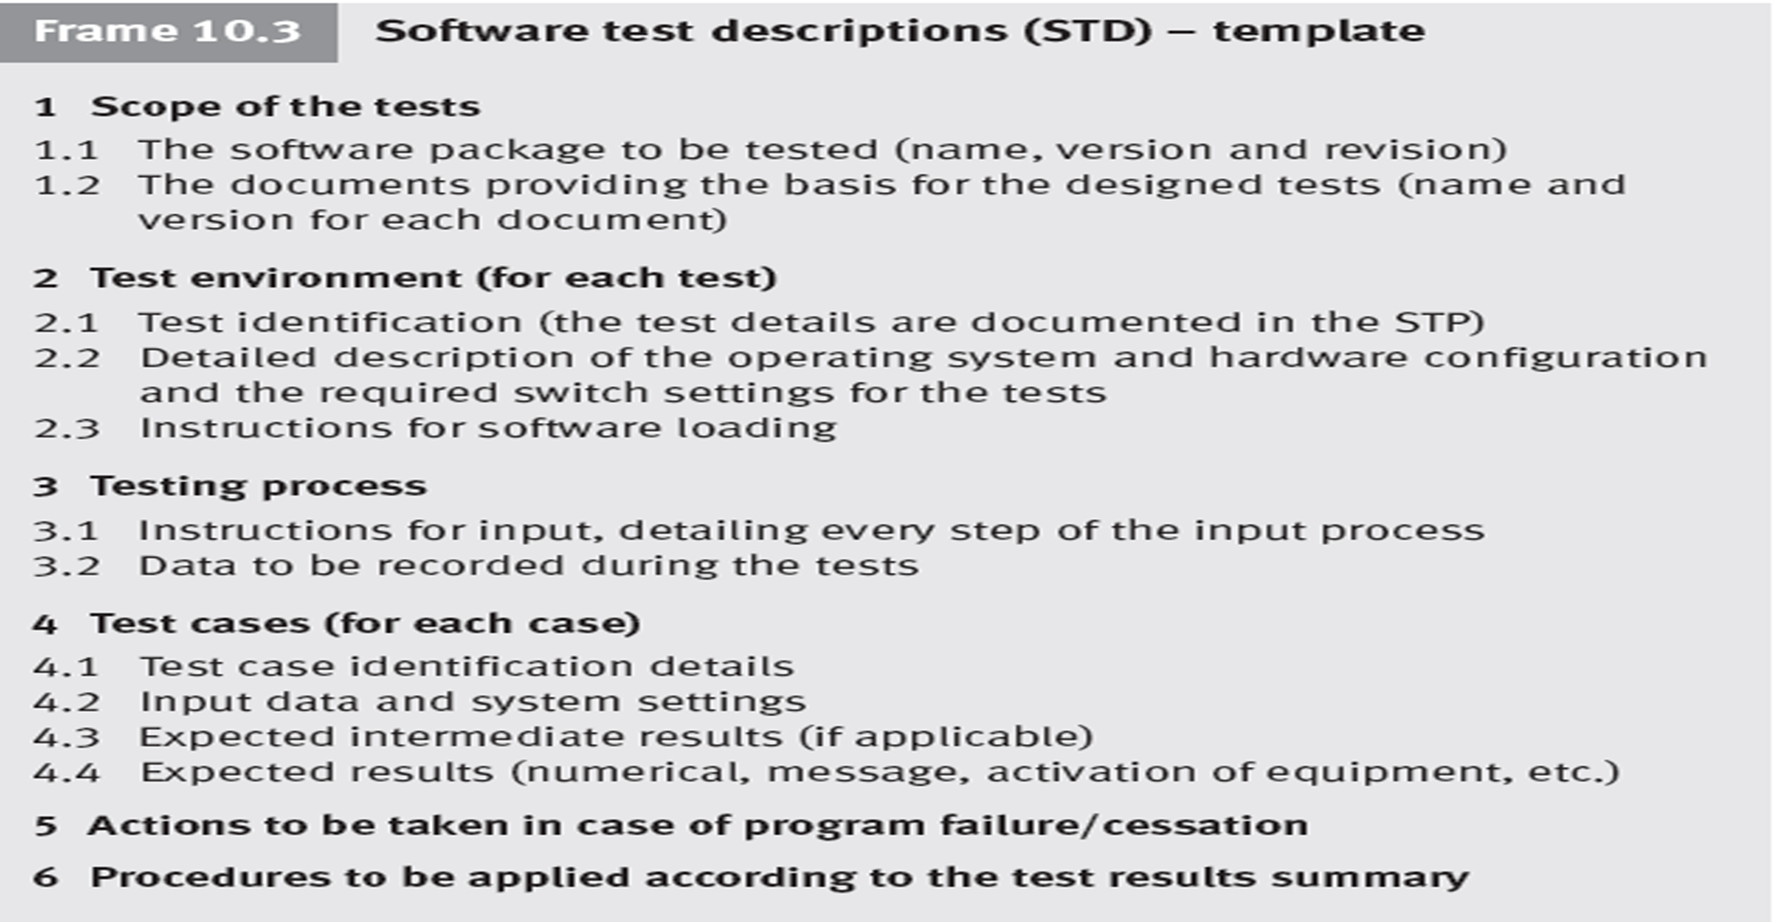 Frame 10.3 Software test descriptions (STD) – template
1 Scope of the tests
1.1 The software package to be tested (name, version and revision)
1.2 The documents providing the basis for the designed tests (name and
version for each document)
2 Test environment (for each test)
2.1 Test identification (the test details are documented in the STP)
2.2 Detailed description of the operating system and hardware configuration
and the required switch settings for the tests
2.3 Instructions for software loading
3 Testing process
3.1 Instructions for input, detailing every step of the input process
3.2 Data to be recorded during the tests
4 Test cases (for each case)
4.1 Test case identification details
4.2 Input data and system settings
4.3 Expected intermediate results (if applicable)
4.4 Expected results (numerical, message, activation of equipment, etc.)
5 Actions to be taken in case of program failure/cessation
6 Procedures to be applied according to the test results summary